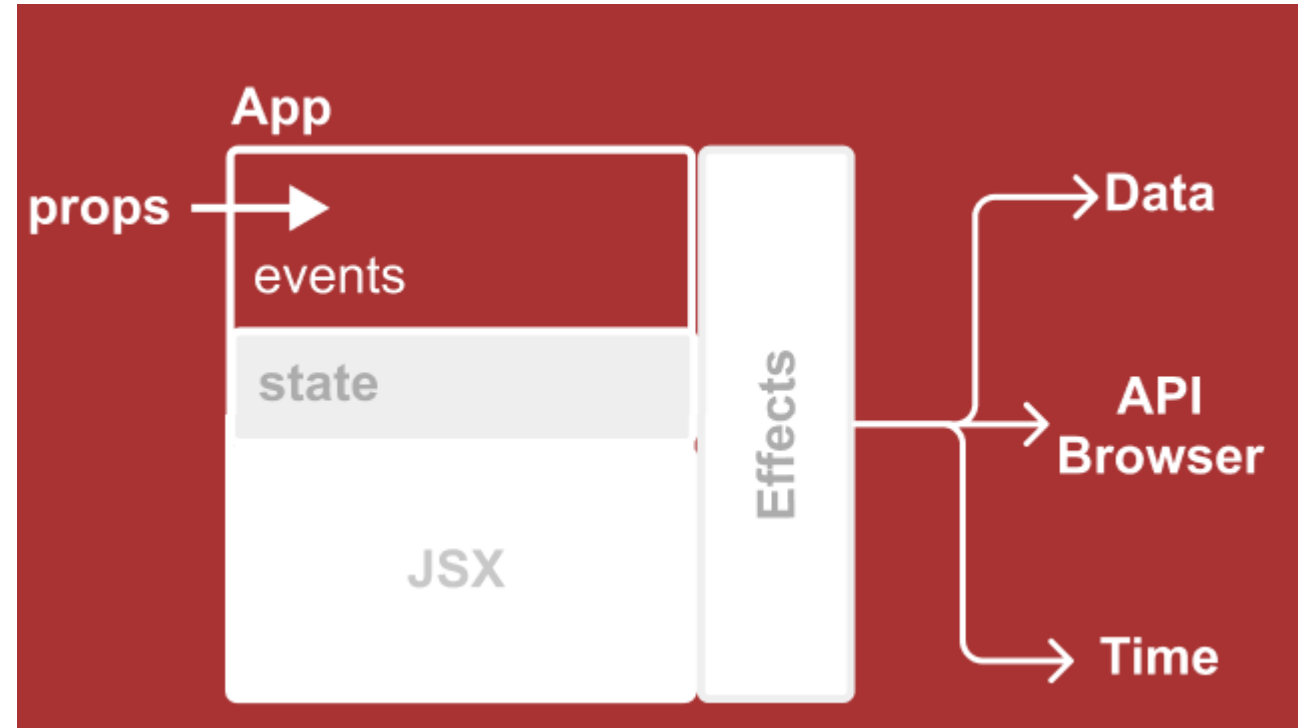 App
props
events
state
JSX
Effects
Data
API
Browser
Time